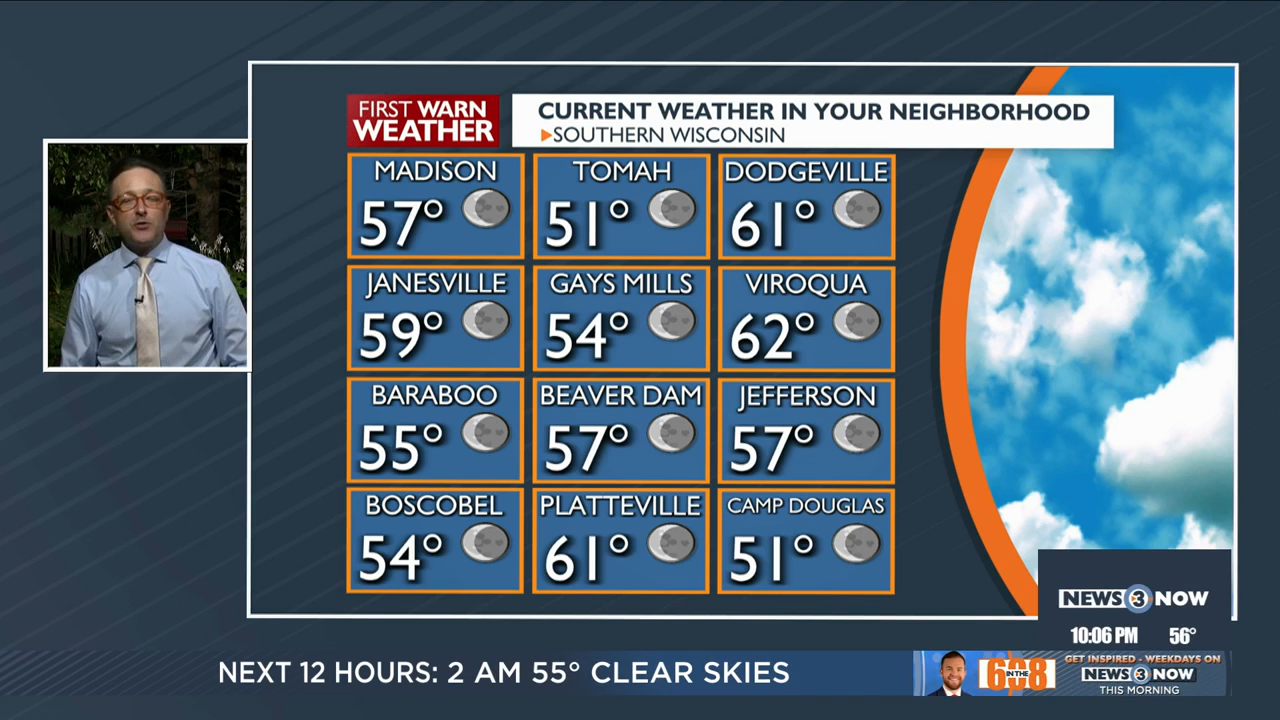 FIRST WARN
WEATHER
CURRENT WEATHER IN YOUR NEIGHBORHOOD
SOUTHERN WISCONSIN
MADISON
57°
TOMAH
51°
DODGEVILLE
61°
JANESVILLE
59°
GAYS MILLS
54°
VIROQUA
62°
BARABOO
55°
BEAVER DAM
57°
JEFFERSON
57°
BOSCOBEL
54°
PLATTEVILLE
61°
CAMP DOUGLAS
51°
NEWS 3 NOW
10:06 PM 56°
NEXT 12 HOURS: 2 AM 55° CLEAR SKIES
6 IN THE 608
GET INSPIRED - WEEKDAYS ON
NEWS 3 NOW
THIS MORNING